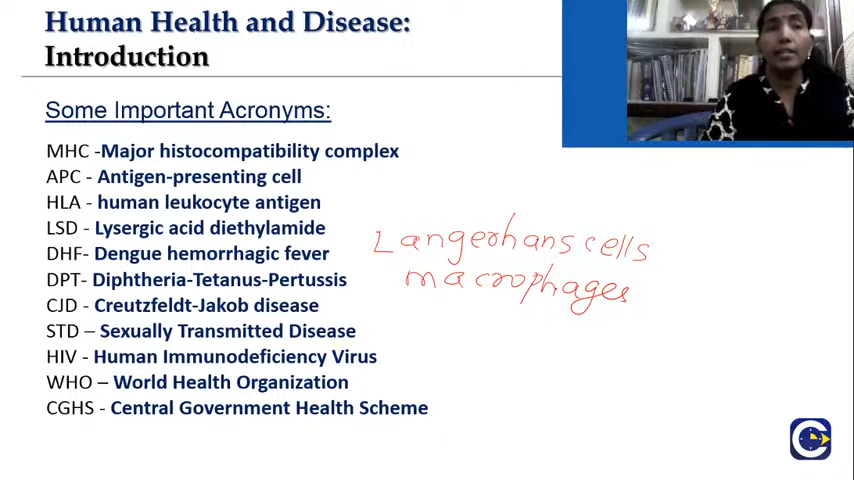 Human Health and Disease:
Introduction
Some Important Acronyms:
MHC -Major histocompatibility complex
APC - Antigen-presenting cell
HLA - human leukocyte antigen
LSD - Lysergic acid diethylamide
DHF- Dengue hemorrhagic fever
DPT- Diphtheria-Tetanus-Pertussis
CJD - Creutzfeldt-Jakob disease
STD – Sexually Transmitted Disease
HIV - Human Immunodeficiency Virus
WHO – World Health Organization
CGHS - Central Government Health Scheme
Langerhans cells
macrophages